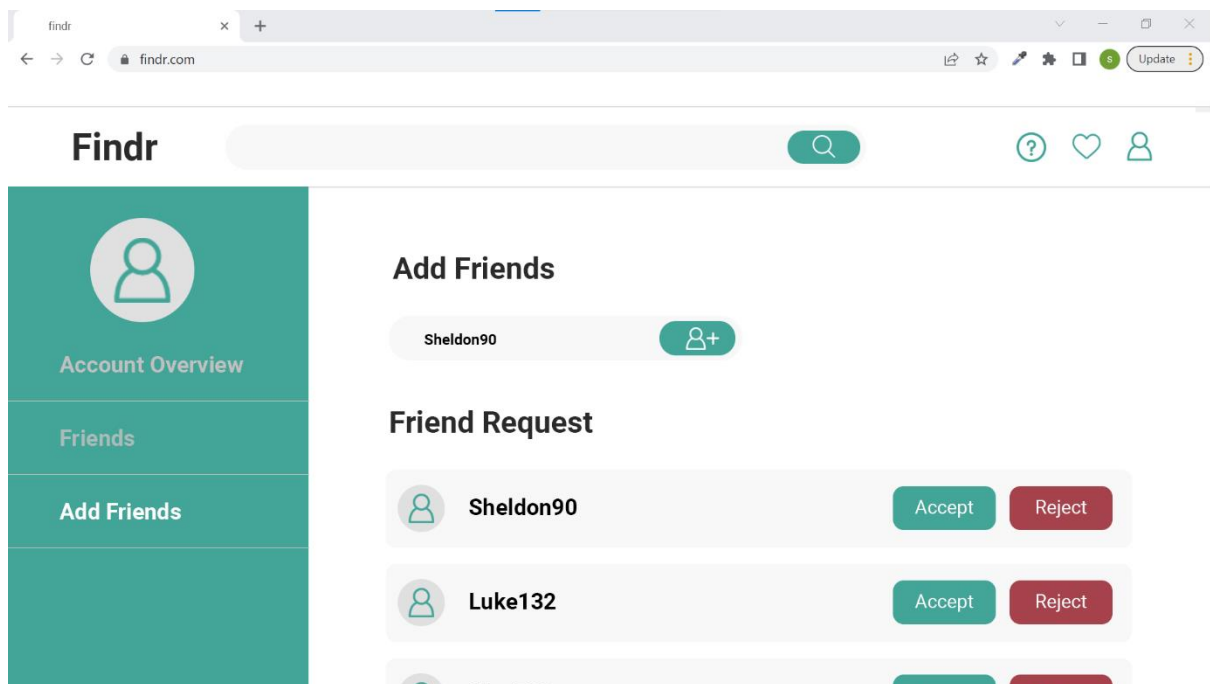 findr
findr.com
Update
Findr
Add Friends
Sheldon90
Account Overview
Friend Request
Friends
Sheldon90 Accept Reject
Add Friends
Luke132 Accept Reject